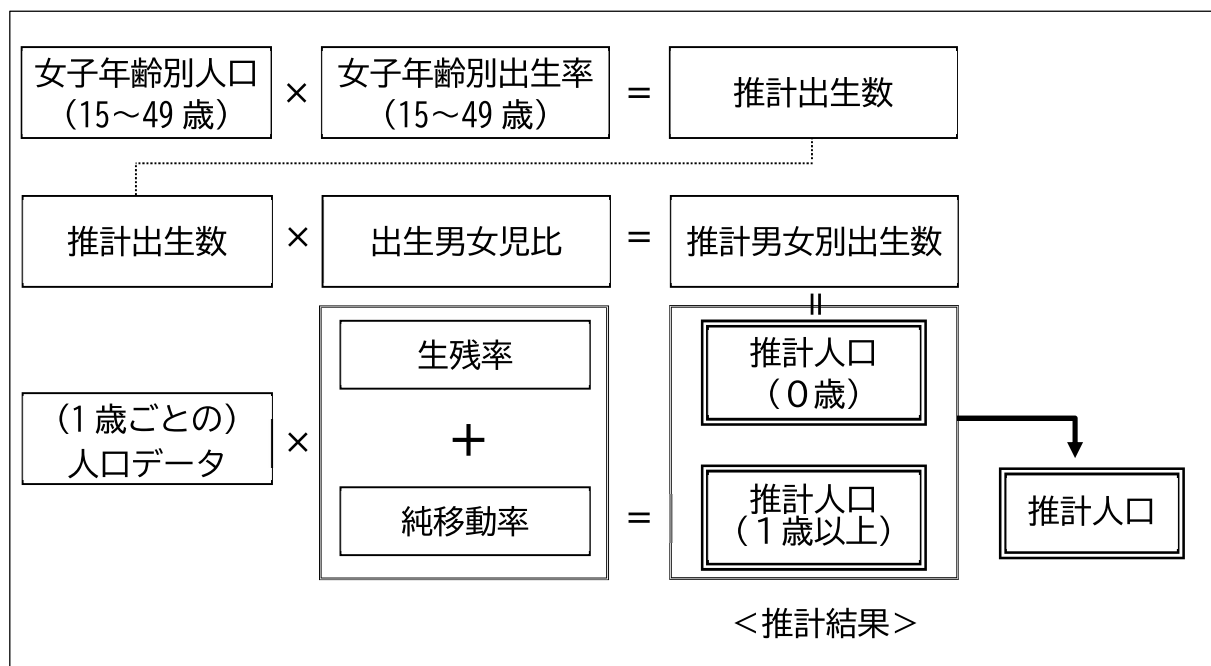 女子年齢別人口
（15～49 歳）
×
女子年齢別出生率
（15～49 歳）
＝
推計出生数
推計出生数
×
出生男女児比
＝
推計男女別出生数
＝
（1 歳ごとの）
人口データ
×
生残率
＋
純移動率
＝
推計人口
（０歳）
推計人口
（１歳以上）
推計人口
＜推計結果＞